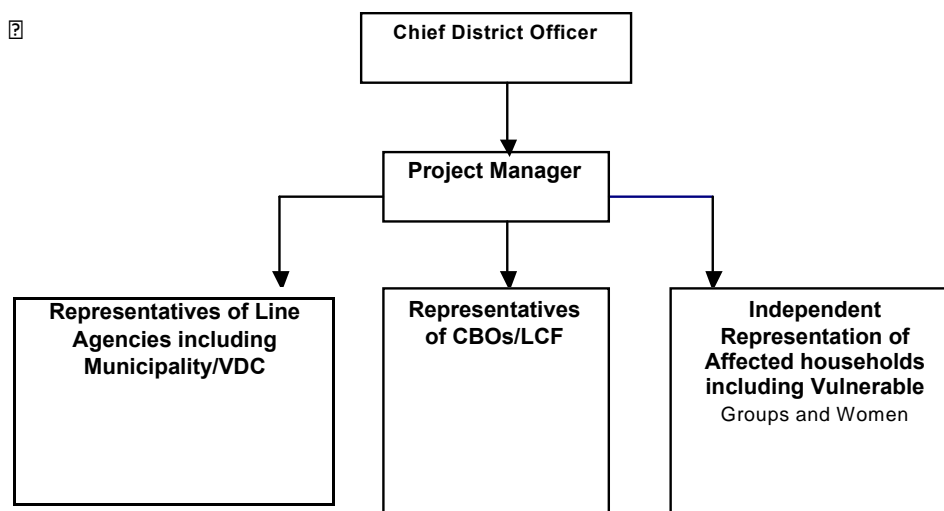 Chief District Officer
Project Manager
Representatives of Line
Agencies including
Municipality/VDC
Representatives
of CBOs/LCF
Independent
Representation of
Affected households
including Vulnerable
Groups and Women